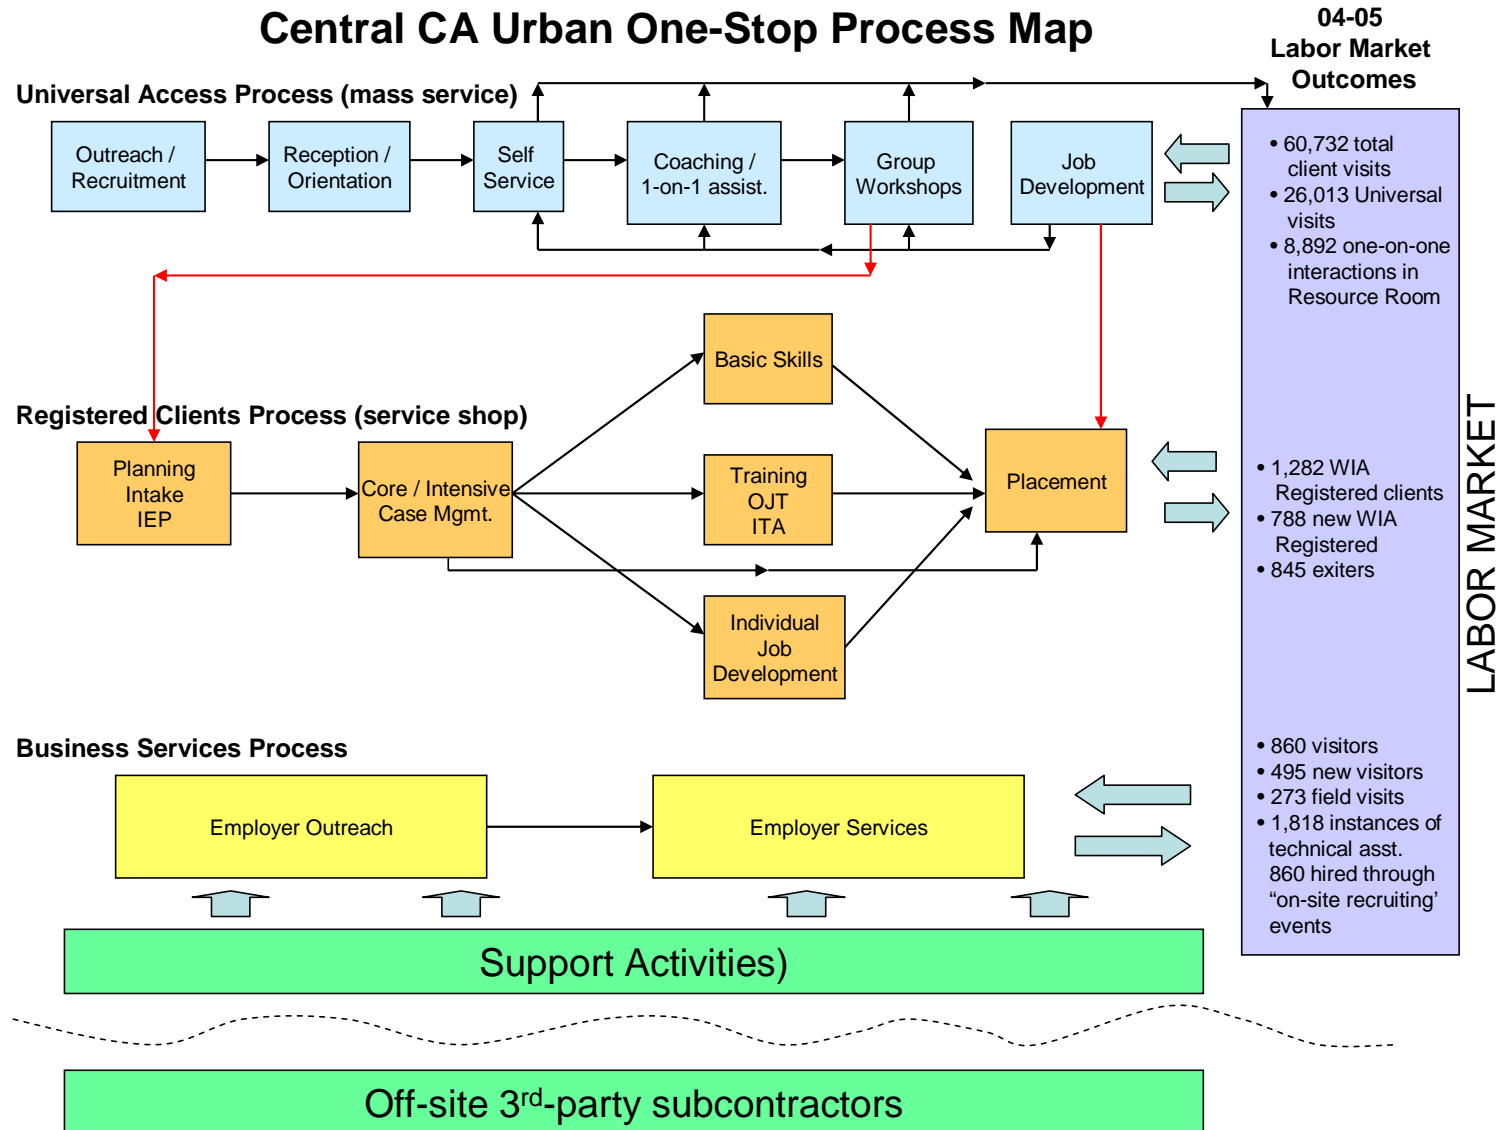 Central CA Urban One-Stop Process Map
04-05
Labor Market
Outcomes
Universal Access Process (mass service)
Outreach /
Recruitment
Reception /
Orientation
Self
Service
Coaching /
1-on-1 assist.
Group
Workshops
Job
Development
• 60,732 total
client visits
• 26,013 Universal
visits
• 8,892 one-on-one
interactions in
Resource Room
Registered Clients Process (service shop)
Planning
Intake
IEP
Core / Intensive
Case Mgmt.
Basic Skills
Training
OJT
ITA
Individual
Job
Development
Placement
• 1,282 WIA
Registered clients
• 788 new WIA
Registered
• 845 exiters
LABOR MARKET
Business Services Process
Employer Outreach
Employer Services
• 860 visitors
• 495 new visitors
• 273 field visits
• 1,818 instances of
technical asst.
860 hired through
“on-site recruiting’
events
Support Activities)
Off-site 3rd-party subcontractors